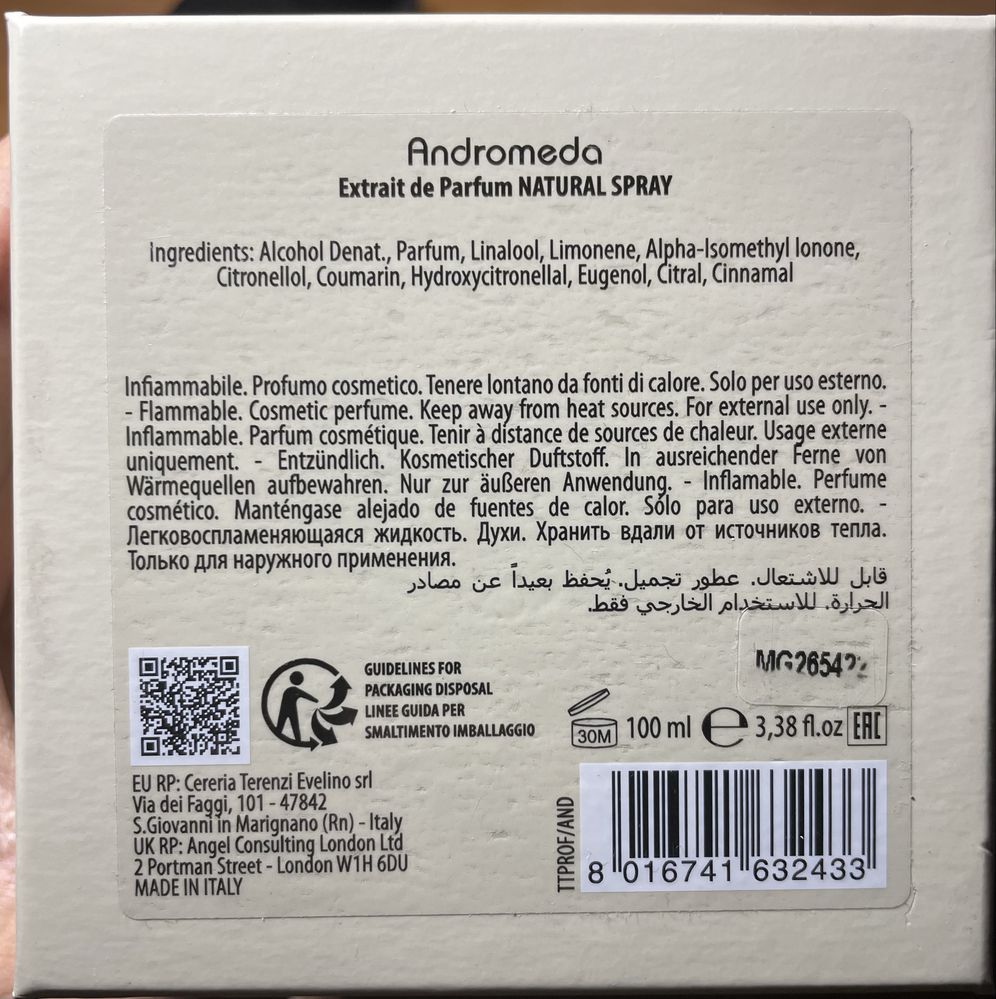 Andromeda
Extrait de Parfum NATURAL SPRAY
Ingredients: Alcohol Denat., Parfum, Linalool, Limonene, Alpha-Isomethyl Ionone,
Citronellol, Coumarin, Hydroxycitronellal, Eugenol, Citral, Cinnamal
Infiammabile. Profumo cosmetico. Tenere lontano da fonti di calore. Solo per uso esterno.
- Flammable. Cosmetic perfume. Keep away from heat sources. For external use only. -
Inflammable. Parfum cosmétique. Tenir à distance de sources de chaleur. Usage externe
uniquement. - Entzündlich. Kosmetischer Duftstoff. In ausreichender Ferne von
Wärmequellen aufbewahren. Nur zur äußeren Anwendung. - Inflamable. Perfume
cosmético. Manténgase alejado de fuentes de calor. Sólo para uso externo. -
Легковоспламеняющаяся жидкость. Духи. Хранить вдали от источников тепла.
Только для наружного применения.
قابل للاشتعال. عطور تجميل. يُحفظ بعيداً عن مصادر
الحرارة. للاستخدام الخارجي فقط.
GUIDELINES FOR
PACKAGING DISPOSAL
LINEE GUIDA PER
SMALTIMENTO IMBALLAGGIO
30M
100 ml
3,38 fl.oz
EAC
EU RP: Cereria Terenzi Evelino srl
Via dei Faggi, 101 - 47842
S.Giovanni in Marignano (Rn) - Italy
UK RP: Angel Consulting London Ltd
2 Portman Street - London W1H 6DU
MADE IN ITALY
TTPROF/AND
8 016741 632433